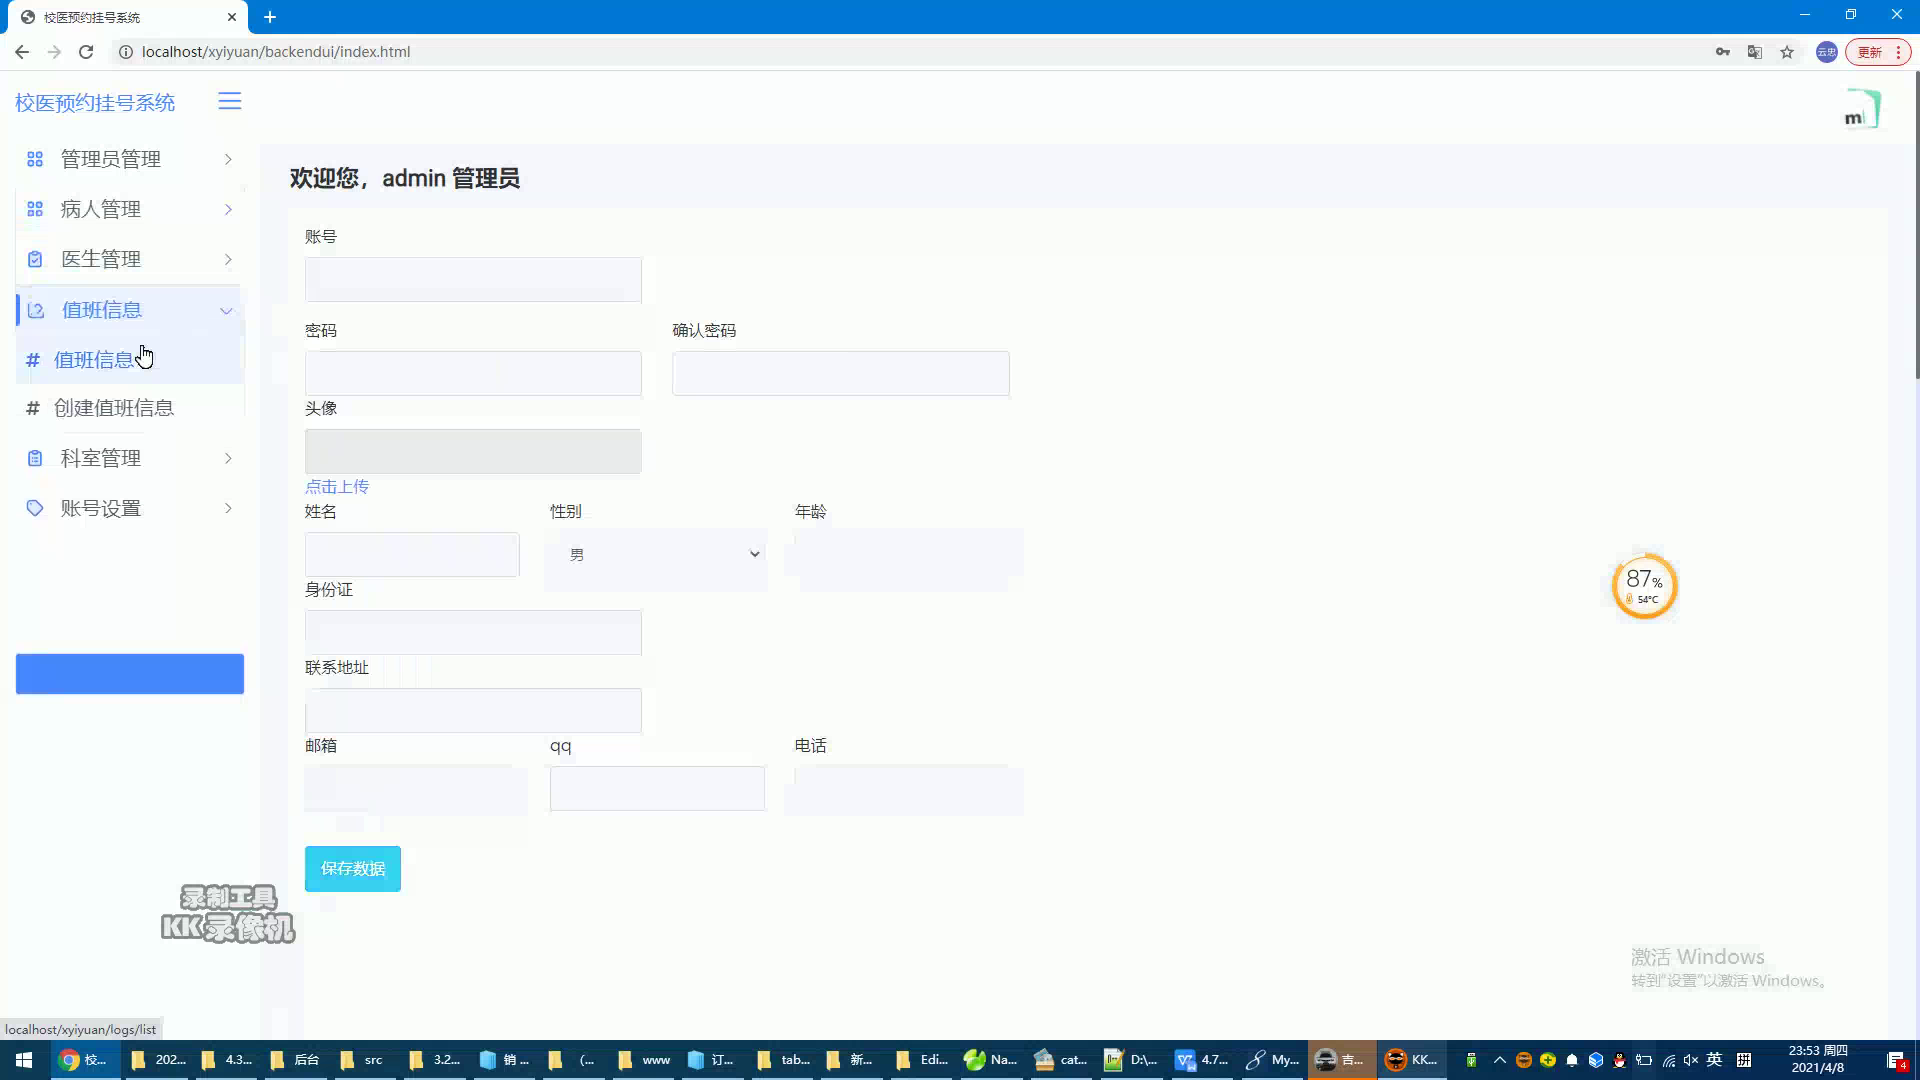 校医预约挂号系统
localhost/xyiyuan/backendui/index.html
云忠
更新
校医预约挂号系统
m
管理员管理
病人管理
医生管理
值班信息
# 值班信息
# 创建值班信息
科室管理
账号设置
欢迎您，admin 管理员
账号
密码
确认密码
头像
点击上传
姓名
性别
年龄
男
身份证
联系地址
邮箱
qq
电话
保存数据
87%
54°C
录制工具
KK录像机
激活 Windows
转到"设置"以激活 Windows。
localhost/xyiyuan/logs/list
校...
202...
4.3...
后台
src
3.2...
销 ...
(...
www
订...
tab...
新...
Edi...
Na...
cat...
D:\...
4.7...
My...
吉...
KK...
英
拼
23:53 周四
2021/4/8
4